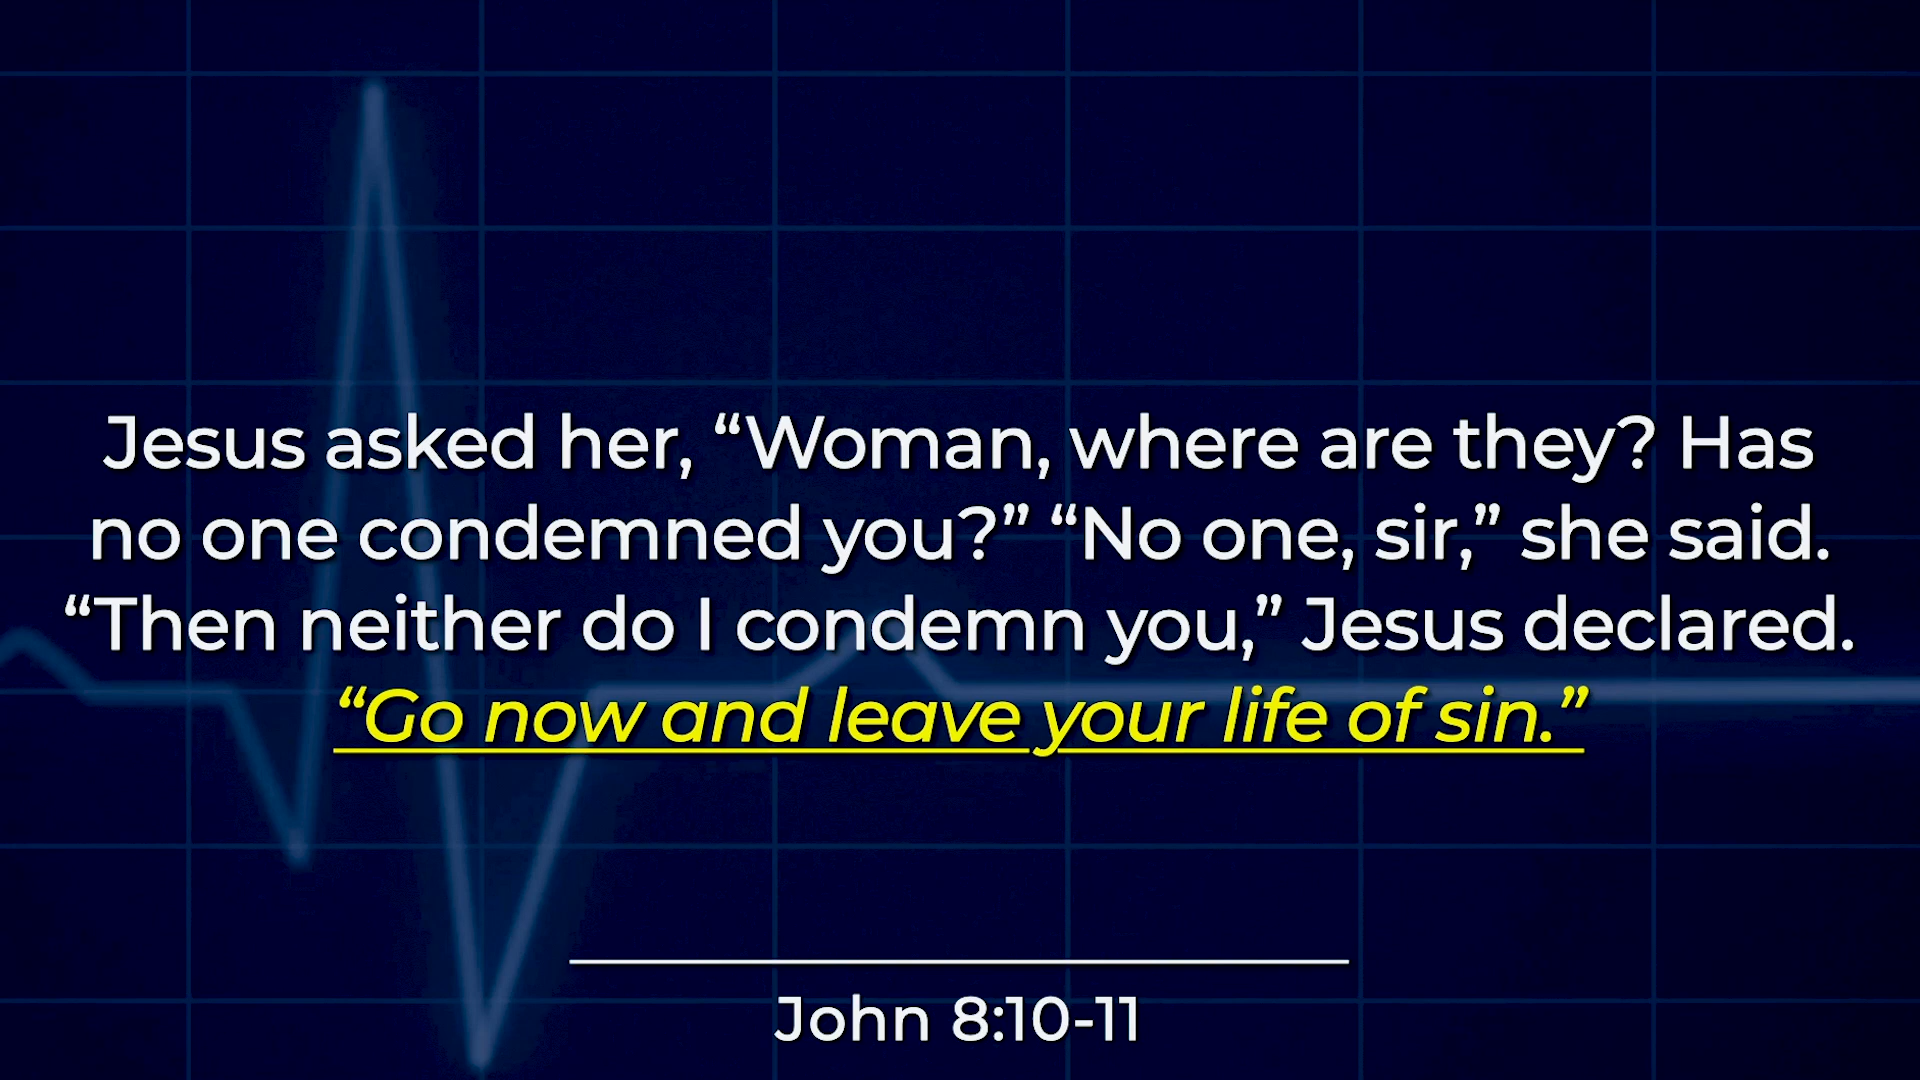 Jesus asked her, “Woman, where are they? Has
no one condemned you?” “No one, sir,” she said.
“Then neither do I condemn you,” Jesus declared.
“Go now and leave your life of sin.”
John 8:10-11